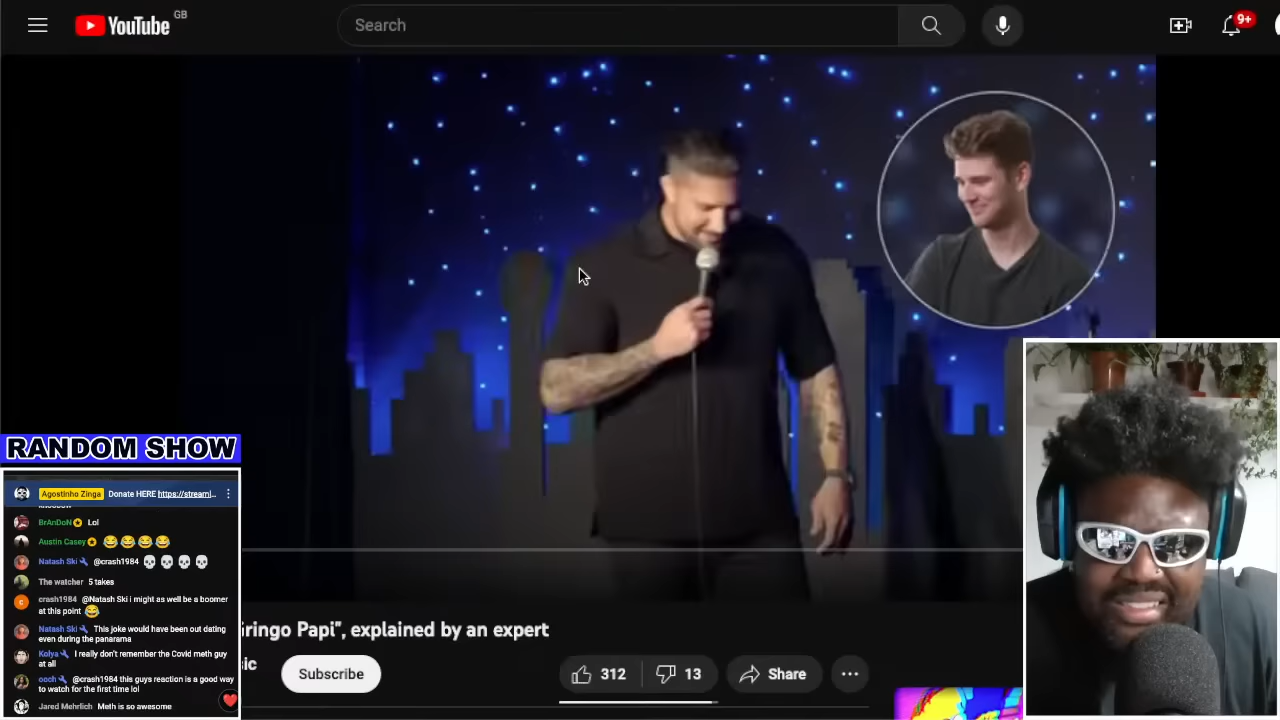 YouTube GB
Search
9+
RANDOM SHOW
Agostinho Zinga Donate HERE https://streaml...
BrAnDoN Lol
Austin Casey 😂😂😂😂
Natash Ski @crash1984 💀💀💀💀
The watcher 5 takes
crash1984 @Natash Ski i might as well be a boomer
at this point 😂
Natash Ski This joke would have been out dating
even during the panarama
Kolya I really don't remember the Covid meth guy
at all
ooch @crash1984 this guys reaction is a good way
to watch for the first time lol
Jared Mehrlich Meth is so awesome
ringo Papi", explained by an expert
ic
Subscribe
312
13
Share